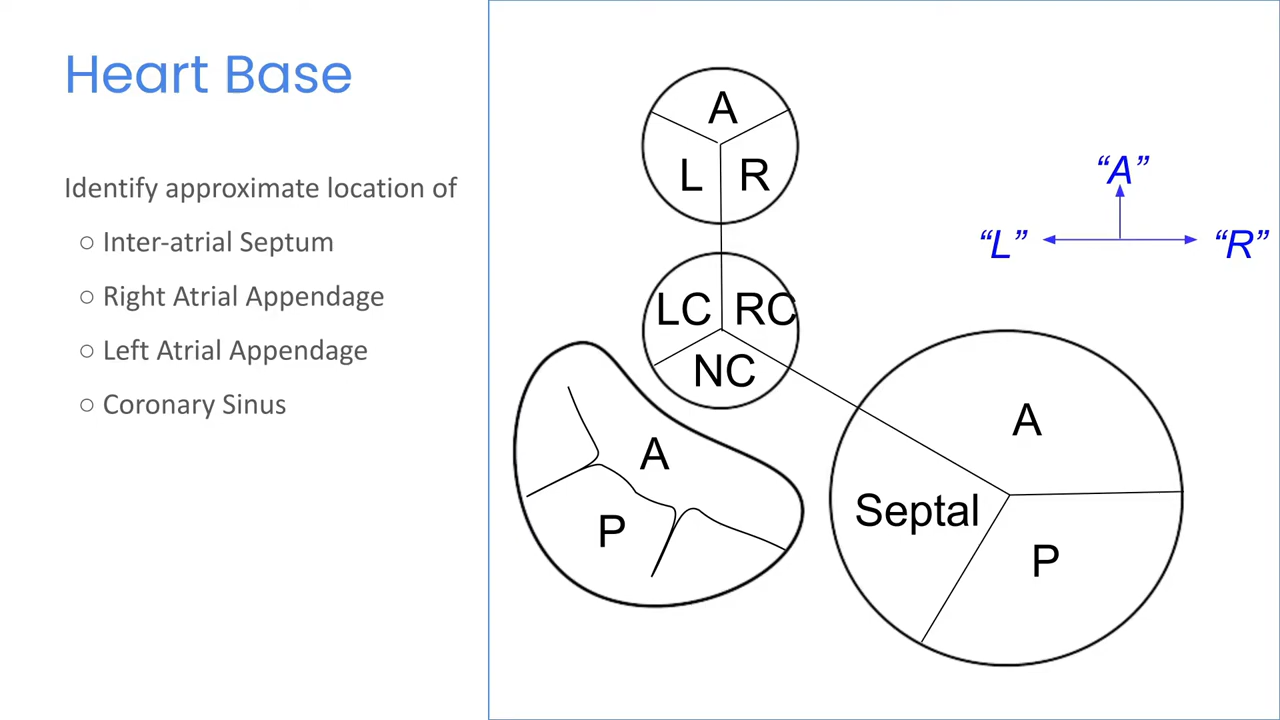 Heart Base
Identify approximate location of
○ Inter-atrial Septum
○ Right Atrial Appendage
○ Left Atrial Appendage
○ Coronary Sinus
A
L R
LC RC
NC
A
P
A
Septal
P
“A”
“L” “R”